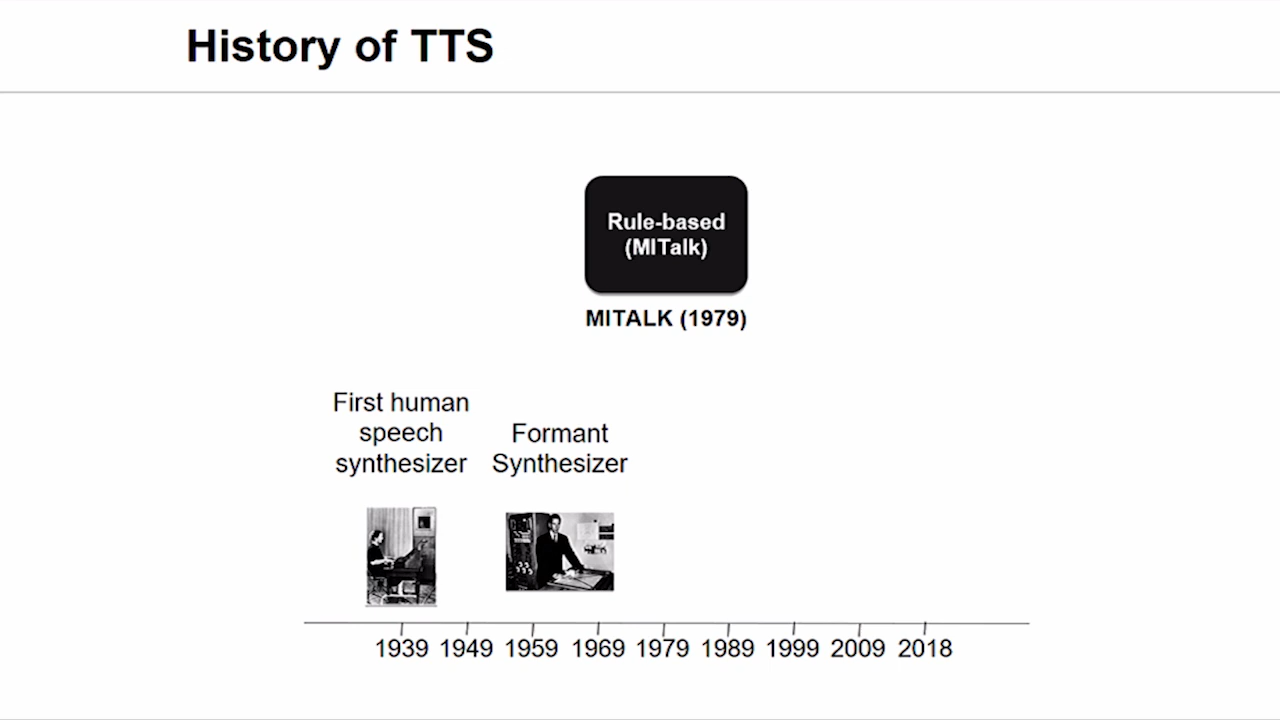 History of TTS
Rule-based
(MITalk)
MITALK (1979)
First human
speech
synthesizer
Formant
Synthesizer
1939 1949 1959 1969 1979 1989 1999 2009 2018